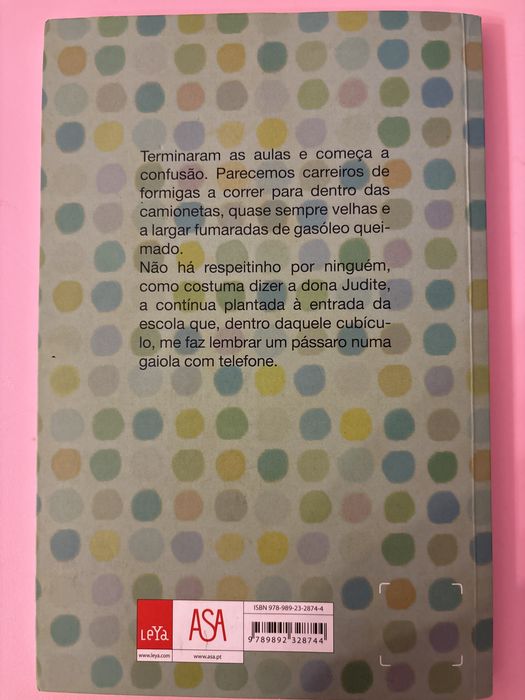 Terminaram as aulas e começa a
confusão. Parecemos carreiros de
formigas a correr para dentro das
camionetas, quase sempre velhas e
a largar fumaradas de gasóleo quei-
mado.
Não há respeitinho por ninguém,
como costuma dizer a dona Judite,
a contínua plantada à entrada da
escola que, dentro daquele cubícu-
lo, me faz lembrar um pássaro numa
gaiola com telefone.
LEYA
www.leya.com
ASA
www.asa.pt
ISBN 978-989-23-2874-4
9 789892 328744